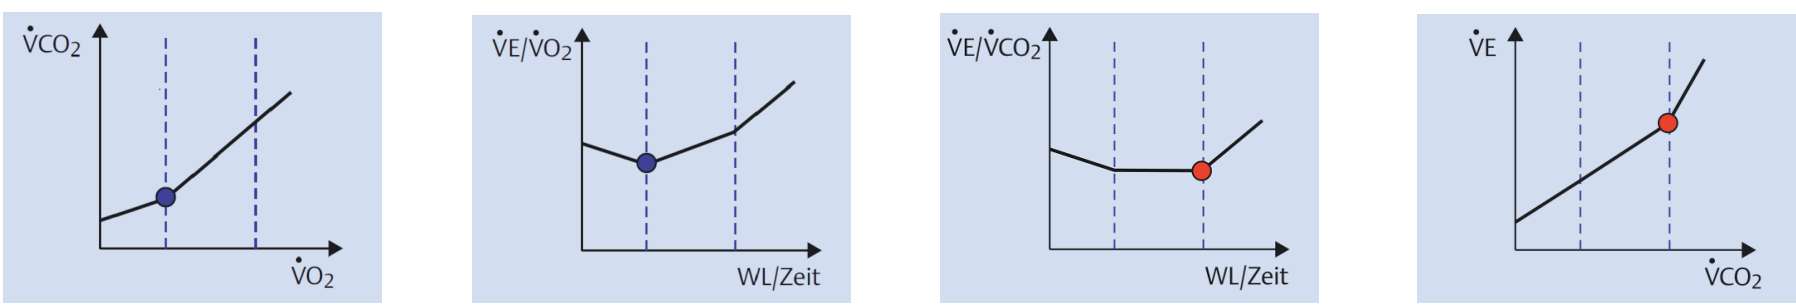 V̇CO₂
V̇O₂
V̇E/V̇O₂
WL/Zeit
V̇E/V̇CO₂
WL/Zeit
V̇E
V̇CO₂